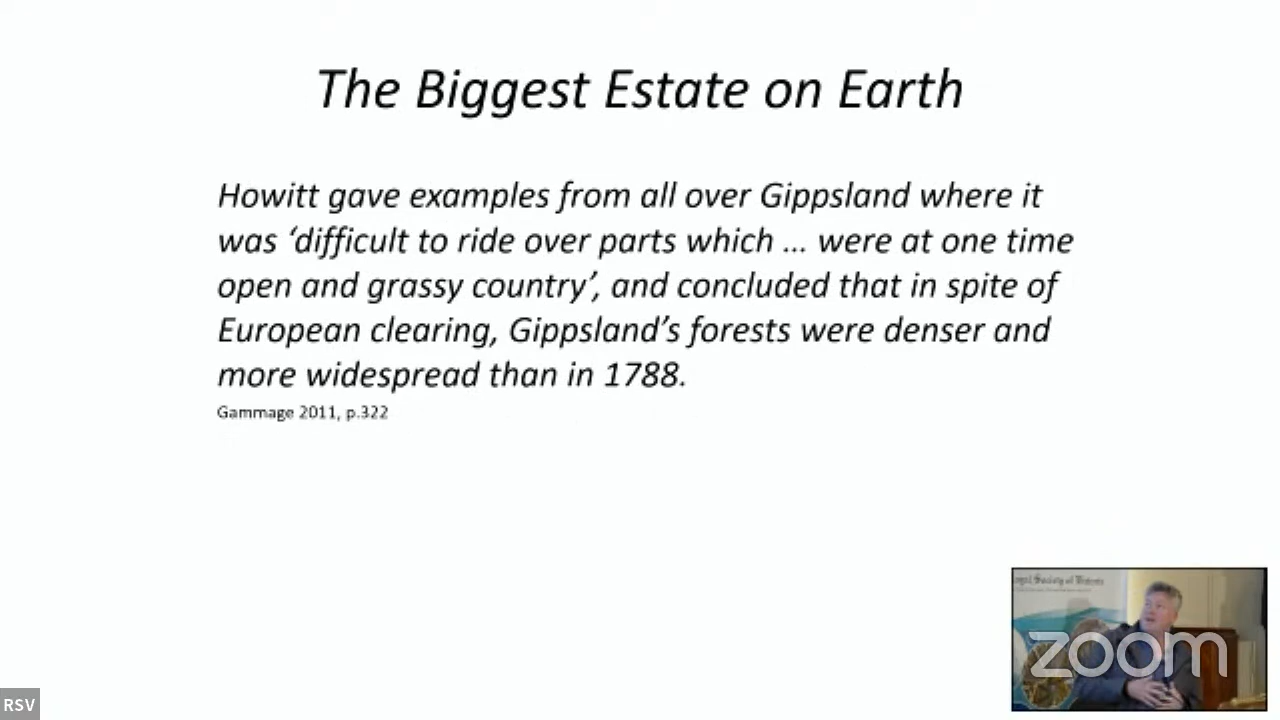 The Biggest Estate on Earth
Howitt gave examples from all over Gippsland where it
was ‘difficult to ride over parts which ... were at one time
open and grassy country’, and concluded that in spite of
European clearing, Gippsland’s forests were denser and
more widespread than in 1788.
Gammage 2011, p.322
Society of
zoom
RSV